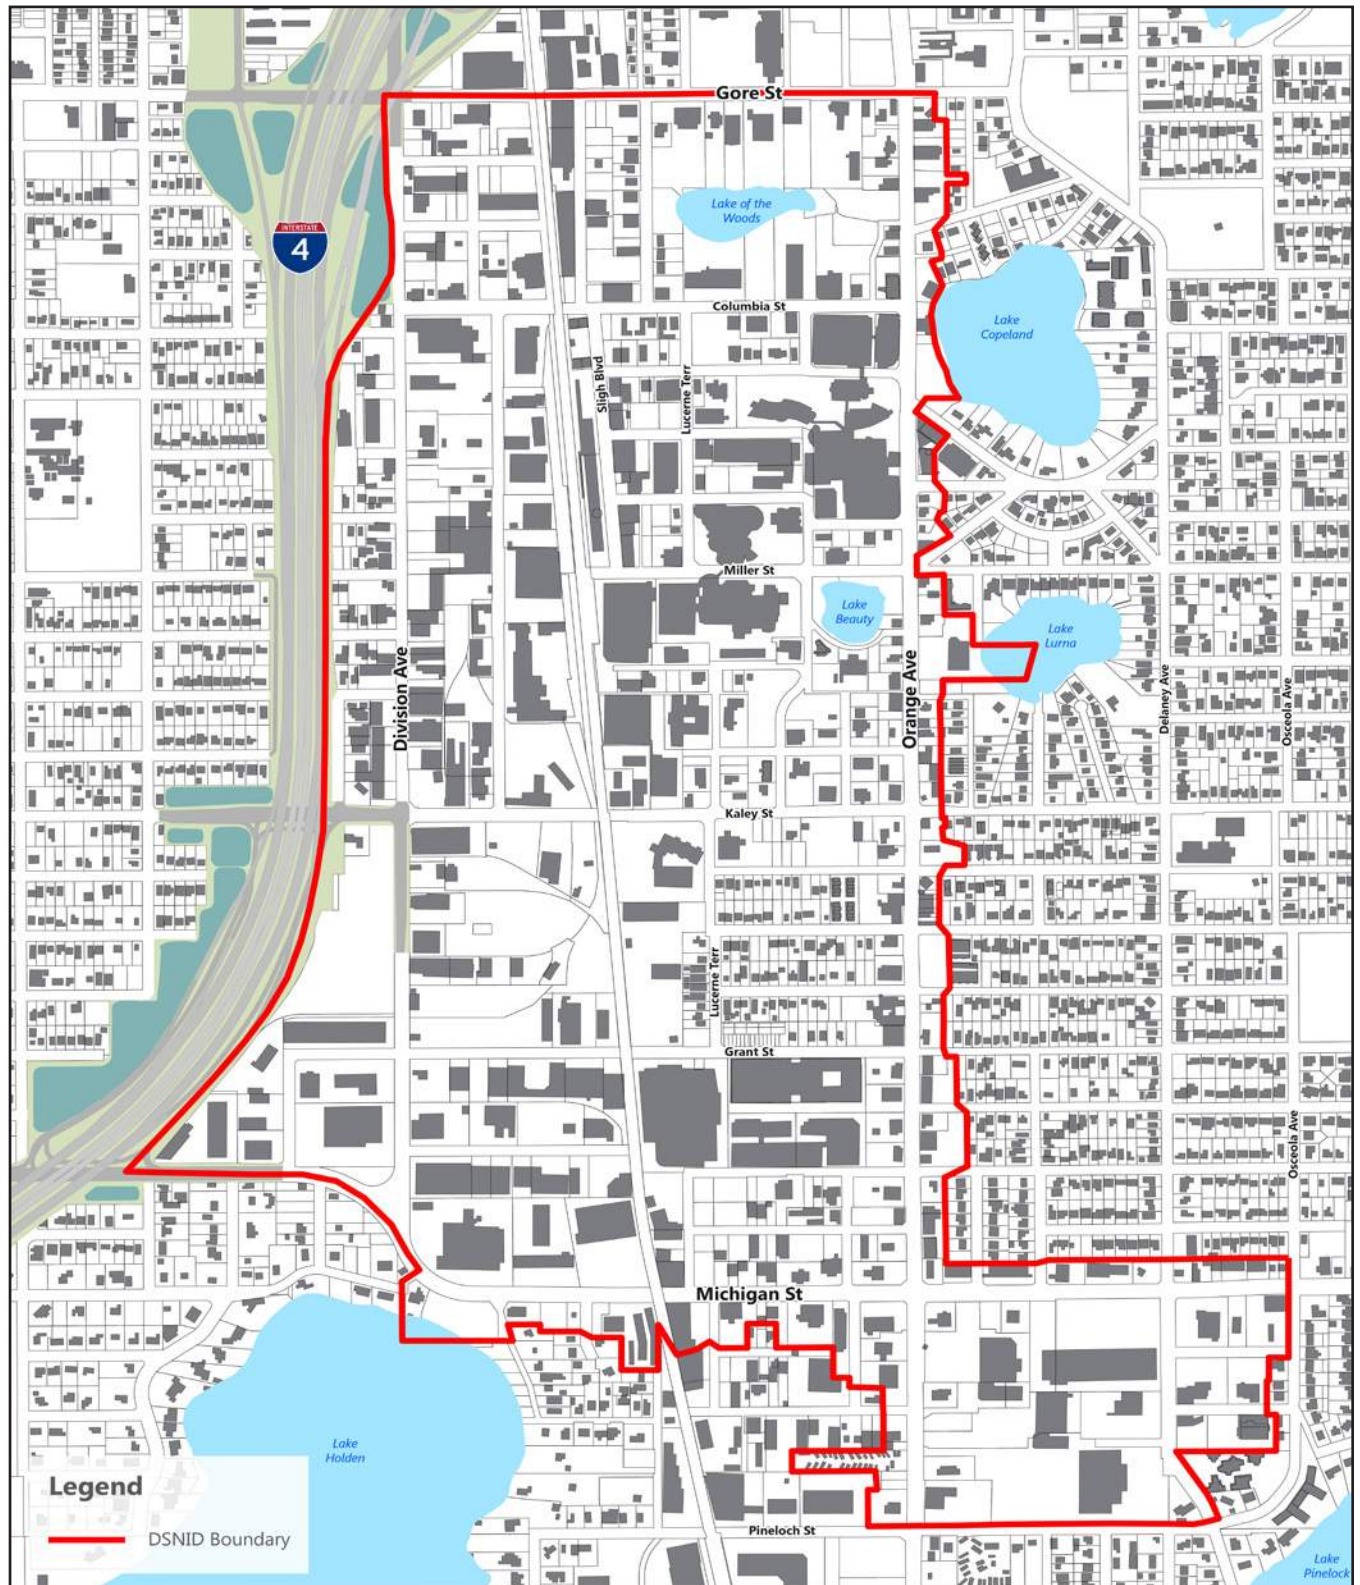 Gore St
INTERSTATE
4
Lake of the
Woods
Columbia St
Lake
Copeland
Sligh Blvd
Lucerne Terr
Miller St
Lake
Beauty
Lake
Lurna
Division Ave
Orange Ave
Delaney Ave
Osceola Ave
Kaley St
Lucerne Terr
Grant St
Osceola Ave
Michigan St
Lake
Holden
Legend
DSNID Boundary
Pineloch St
Lake
Pinelock